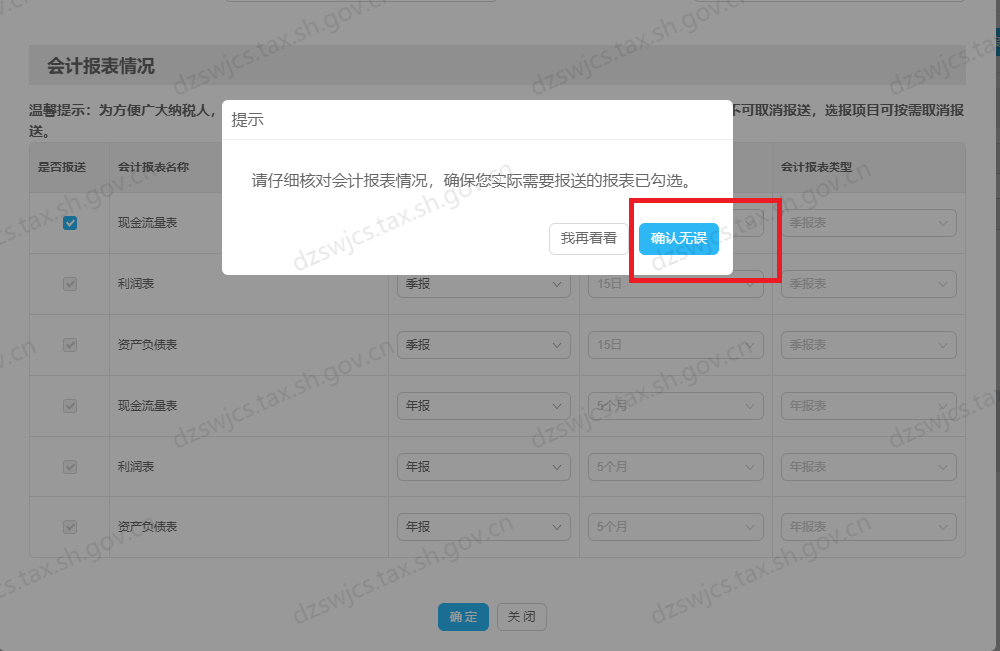 会计报表情况
温馨提示：为方便广大纳税人，
不可取消报送，选报项目可按需取消报
送。
提示
请仔细核对会计报表情况，确保您实际需要报送的报表已勾选。
我再看看 确认无误
是否报送 会计报表名称 会计报表类型
现金流量表 季报表
利润表 季报 15日 季报表
资产负债表 季报 15日 季报表
现金流量表 年报 5个月 年报表
利润表 年报 5个月 年报表
资产负债表 年报 5个月 年报表
确定 关闭
dzswjcs.tax.sh.gov.cn